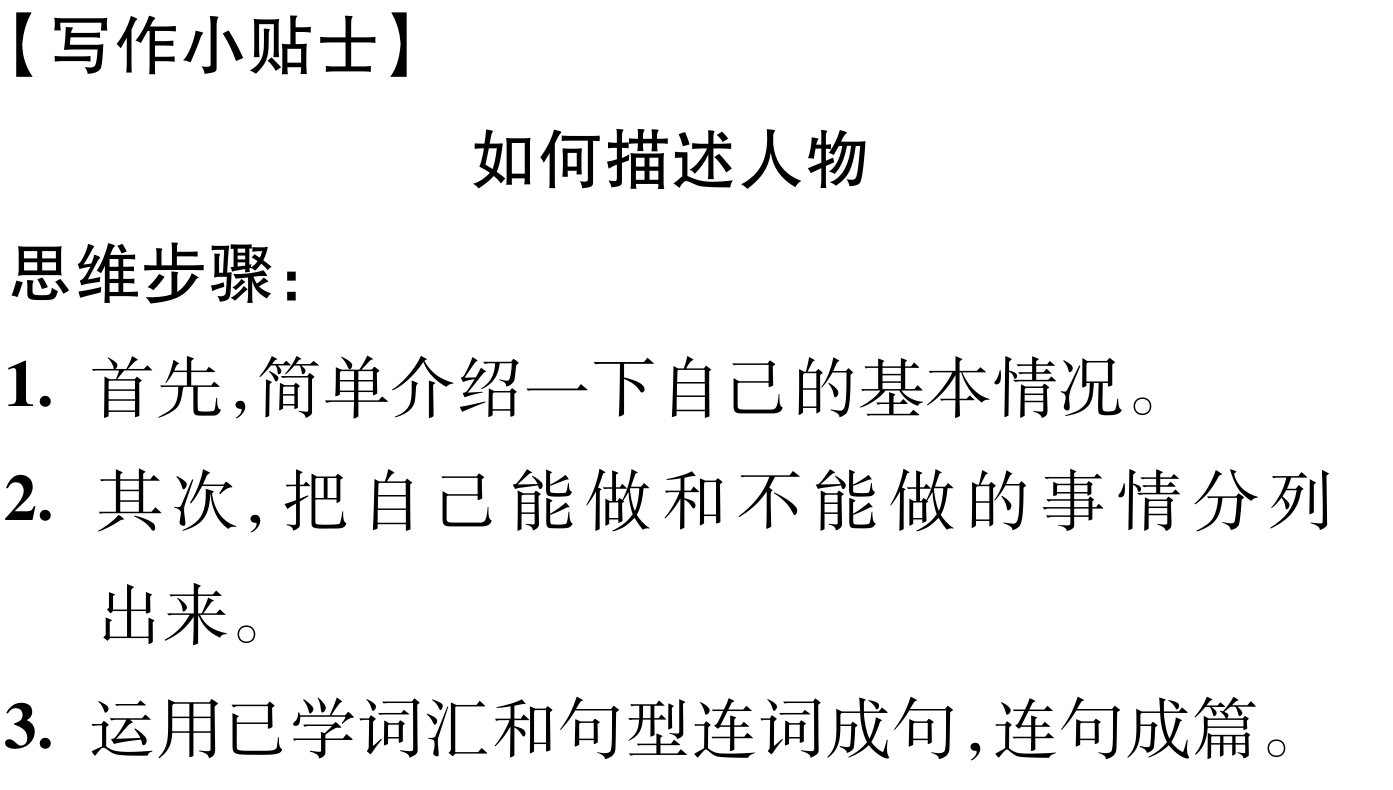 【写作小贴士】
如何描述人物
思维步骤：
1. 首先,简单介绍一下自己的基本情况。
2. 其次,把自己能做和不能做的事情分列
出来。
3. 运用已学词汇和句型连词成句,连句成篇。